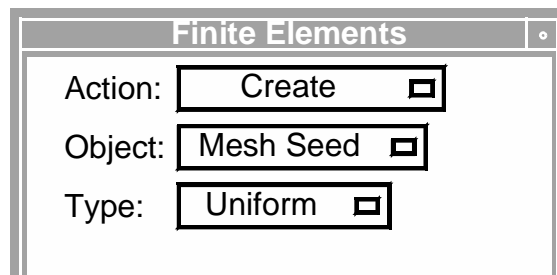 Finite Elements
Action: Create
Object: Mesh Seed
Type: Uniform